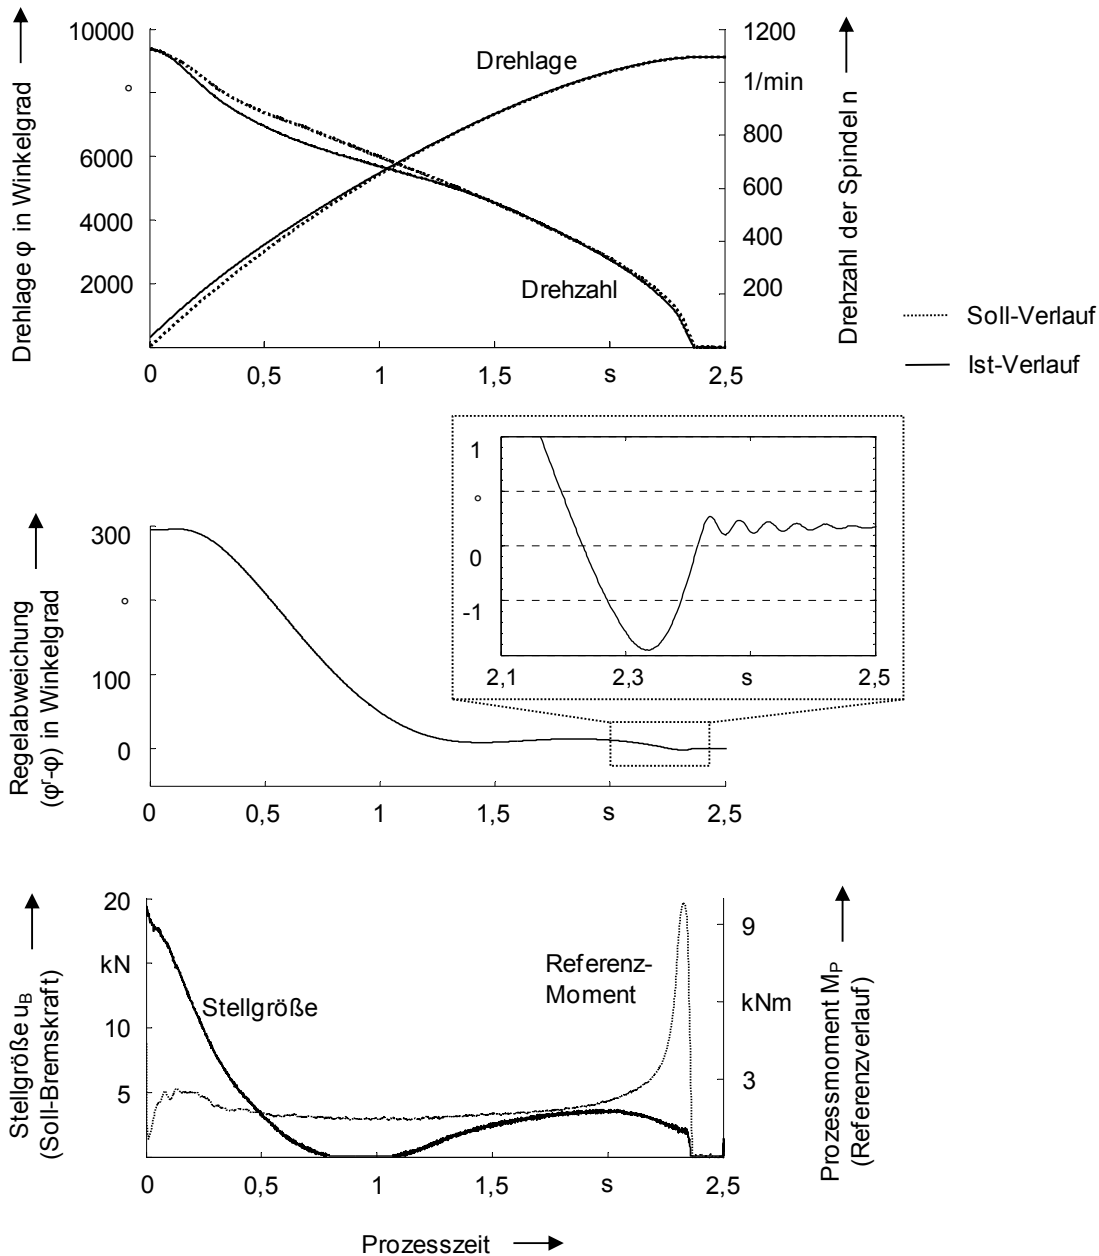 Drehlage φ in Winkelgrad
10000
°
6000
4000
2000
Drehlage
Drehzahl
1200
1/min
800
600
400
200
Drehzahl der Spindel n
0 0,5 1 1,5 s 2,5
Soll-Verlauf
Ist-Verlauf
Regelabweichung
(φʳ-φ) in Winkelgrad
300
°
100
0
0 0,5 1 1,5 s 2,5
1
°
0
-1
2,1 2,3 s 2,5
Stellgröße u_B
(Soll-Bremskraft)
20
kN
10
5
Stellgröße
Referenz-
Moment
9
kNm
3
Prozessmoment M_P
(Referenzverlauf)
0 0,5 1 1,5 s 2,5
Prozesszeit